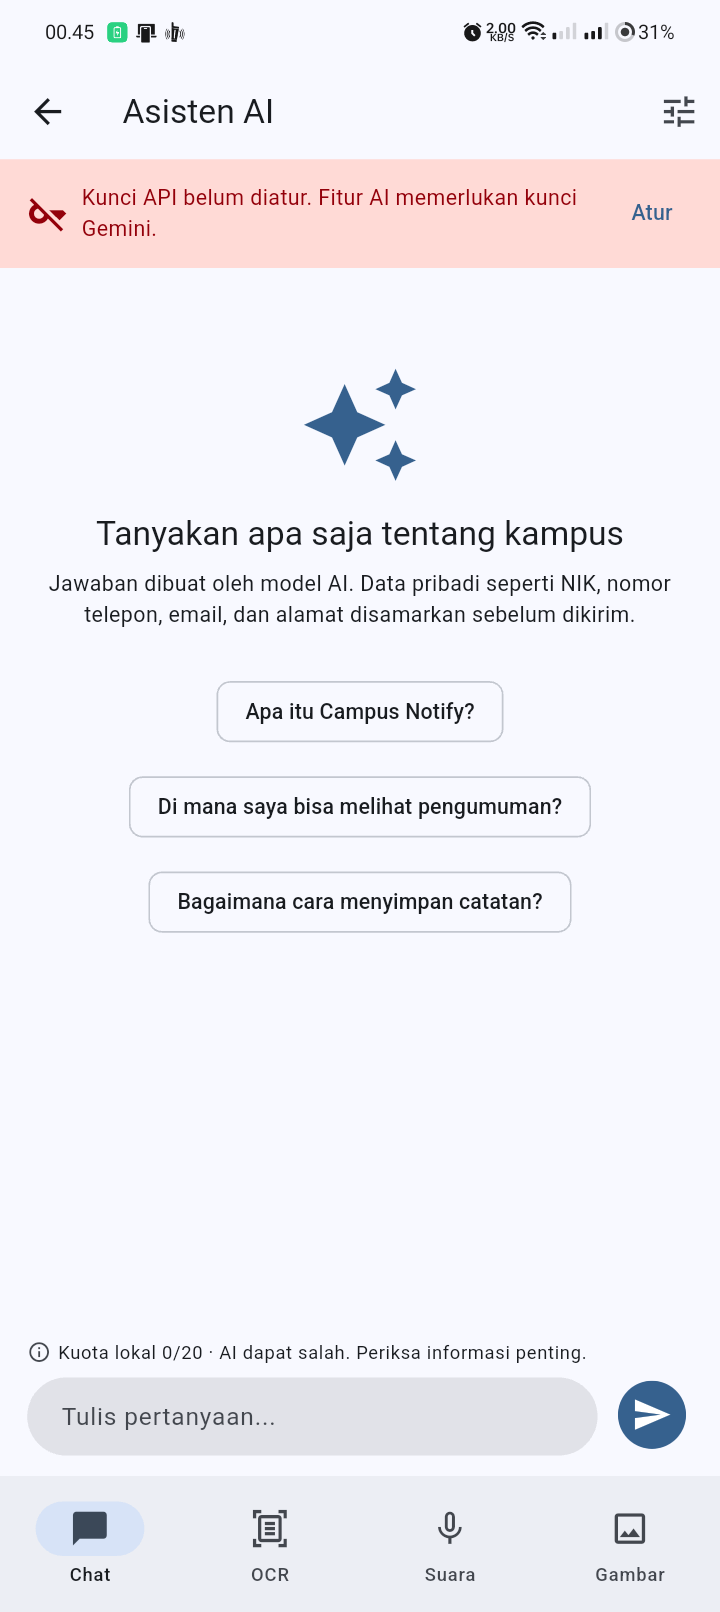 00.45
2.00
KB/S
31%
Asisten AI
Kunci API belum diatur. Fitur AI memerlukan kunci
Gemini.
Atur
Tanyakan apa saja tentang kampus
Jawaban dibuat oleh model AI. Data pribadi seperti NIK, nomor
telepon, email, dan alamat disamarkan sebelum dikirim.
Apa itu Campus Notify?
Di mana saya bisa melihat pengumuman?
Bagaimana cara menyimpan catatan?
Kuota lokal 0/20 · AI dapat salah. Periksa informasi penting.
Tulis pertanyaan...
Chat
OCR
Suara
Gambar